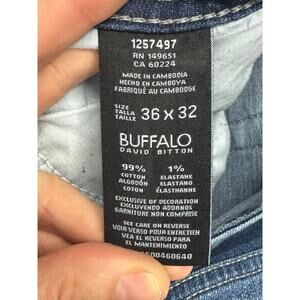 1257497
RN 149651
CA 60224
MADE IN CAMBODIA
HECHO EN CAMBOYA
FABRIQUÉ AU CAMBODGE
SIZE
TALLA
TAILLE
36 x 32
BUFFALO
DAVID BITTON
99% 1%
COTTON ELASTANE
ALGODÓN ELASTANO
COTON ÉLASTHANNE
EXCLUSIVE OF DECORATION
EXCLUYENDO ADORNOS
GARNITURE NON COMPRISE
SEE CARE ON REVERSE
VOIR VERSO POUR ENTRETIEN
VEA EL REVERSO PARA
EL MANTENIMIENTO